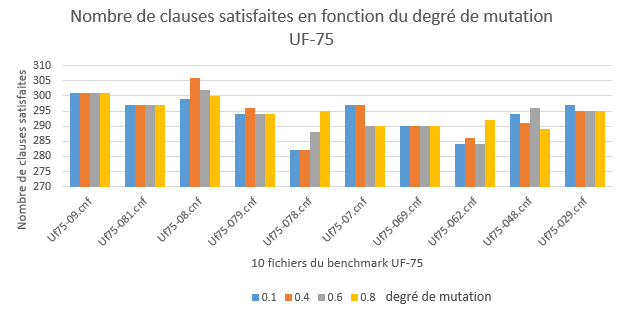 Nombre de clauses satisfaites en fonction du degré de mutation
UF-75
Nombre de clauses satisfaites
310
305
300
295
290
285
280
275
270
Uf75-09.cnf
Uf75-081.cnf
Uf75-08.cnf
Uf75-079.cnf
Uf75-078.cnf
Uf75-07.cnf
Uf75-069.cnf
Uf75-062.cnf
Uf75-048.cnf
Uf75-029.cnf
10 fichiers du benchmark UF-75
0.1 0.4 0.6 0.8 degré de mutation